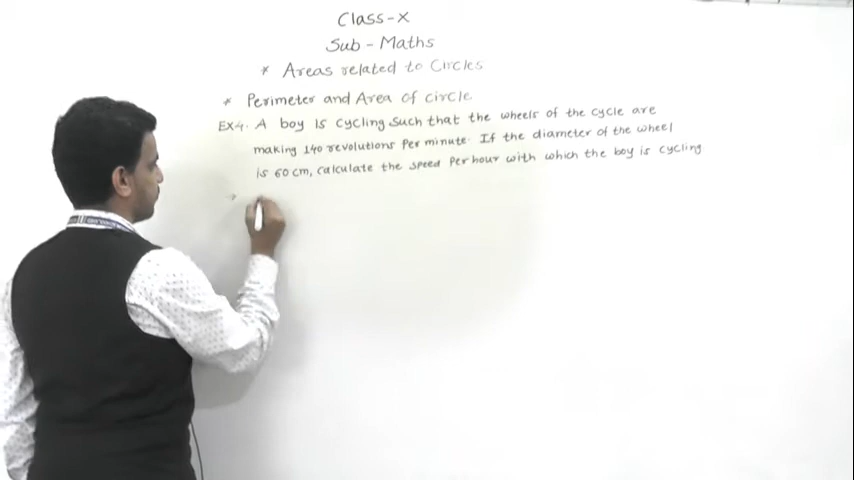 Class-X
Sub - Maths
* Areas related to Circles
* Perimeter and Area of circle
EX4. A boy is cycling such that the wheels of the cycle are
making 140 revolutions Per minute. If the diameter of the wheel
is 60 cm, calculate the speed Per hour with which the boy is cycling
→